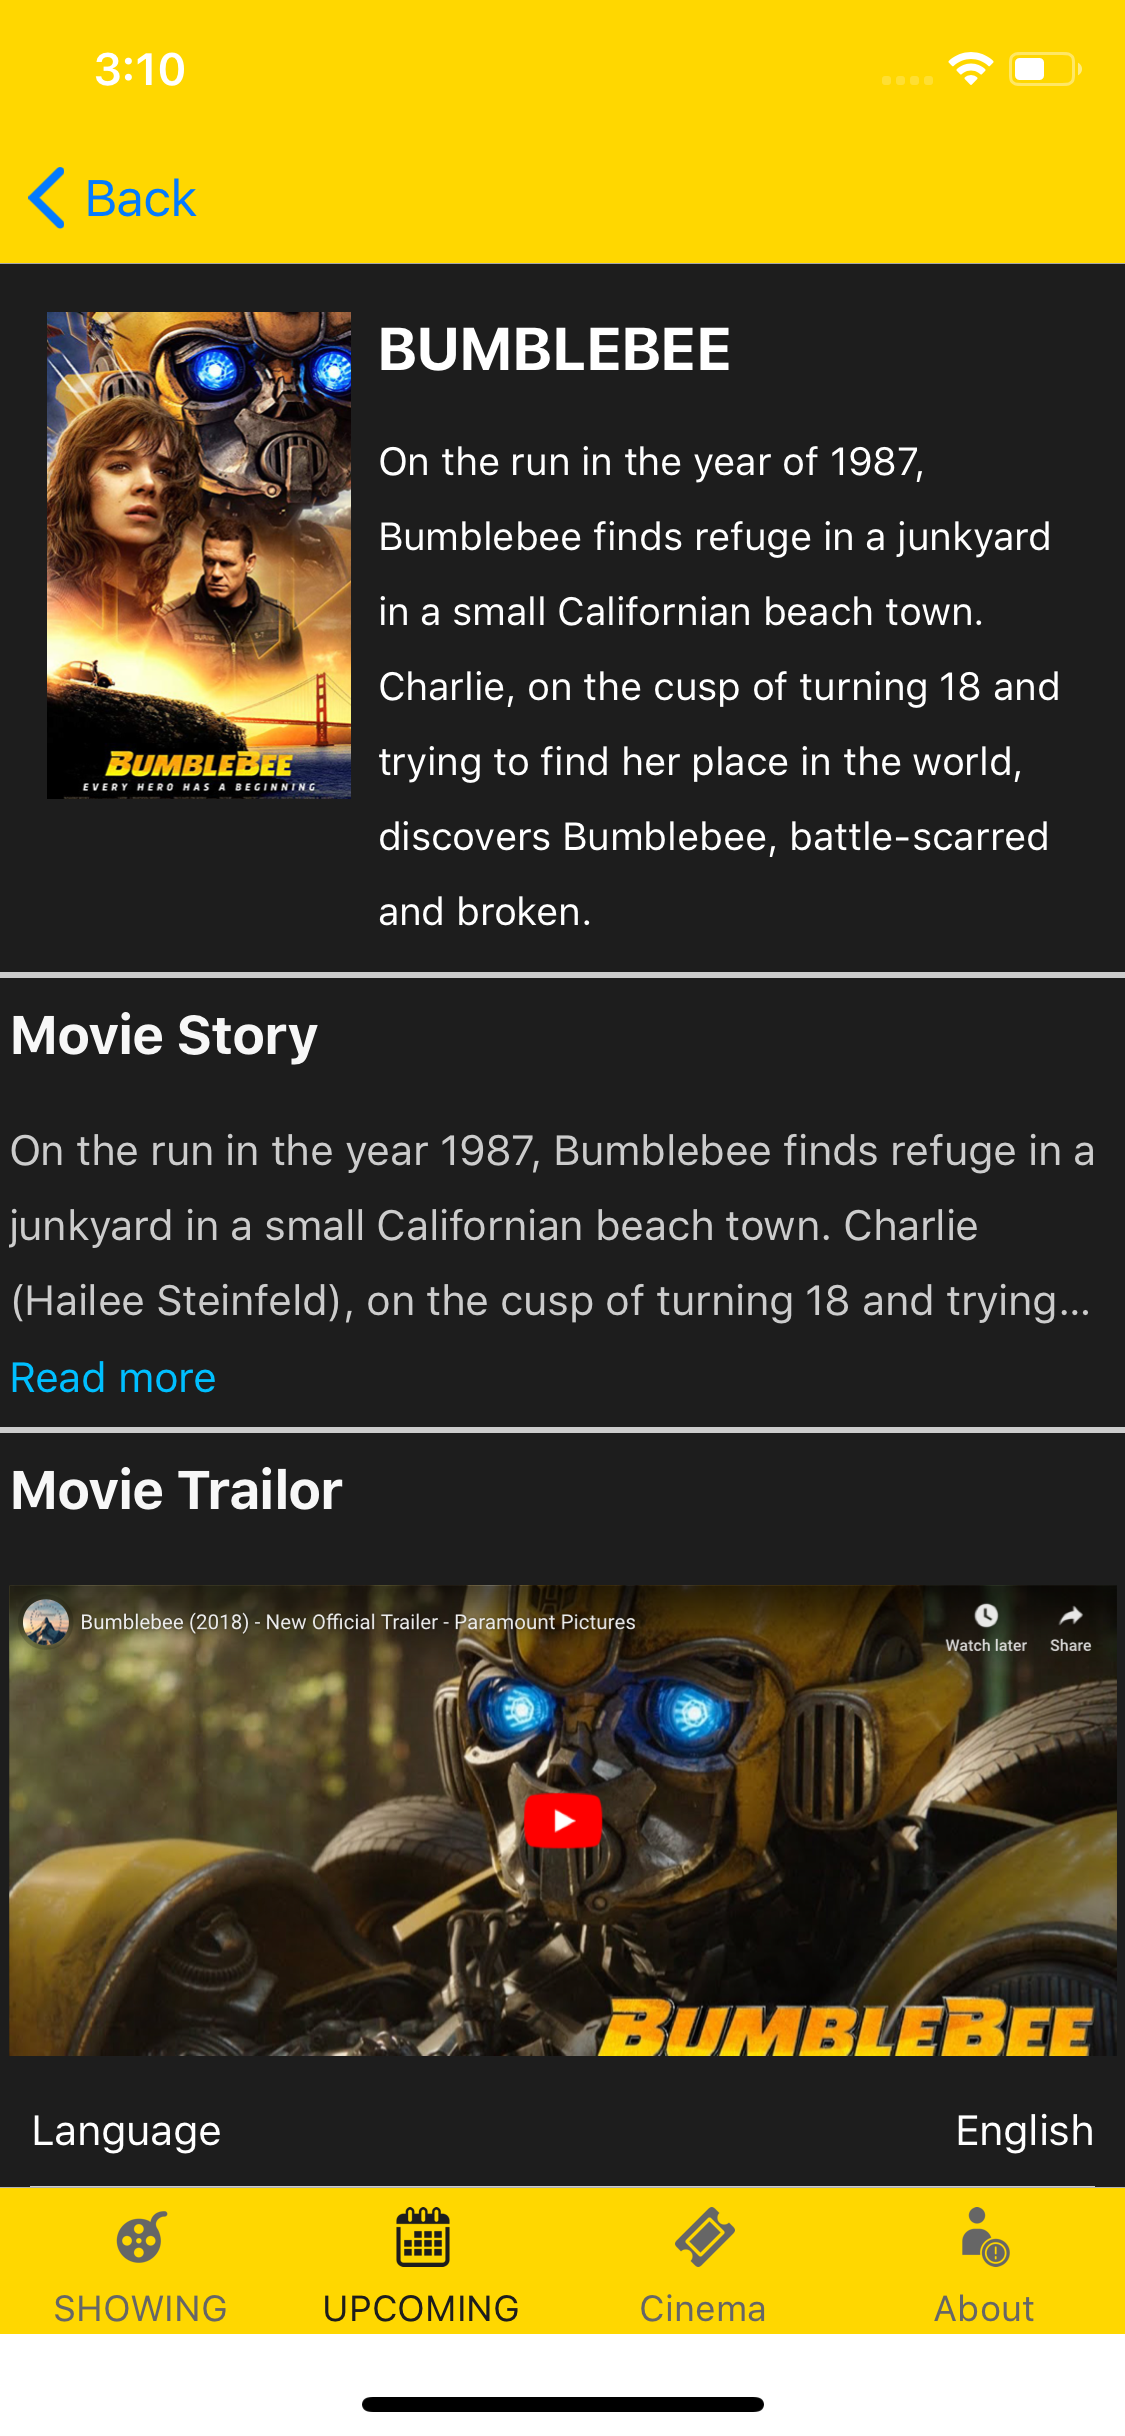 3:10
Back
BUMBLEBEE
On the run in the year of 1987,
Bumblebee finds refuge in a junkyard
in a small Californian beach town.
Charlie, on the cusp of turning 18 and
trying to find her place in the world,
discovers Bumblebee, battle-scarred
and broken.
BURNS
S-7
BUMBLEBEE
EVERY HERO HAS A BEGINNING
Movie Story
On the run in the year 1987, Bumblebee finds refuge in a
junkyard in a small Californian beach town. Charlie
(Hailee Steinfeld), on the cusp of turning 18 and trying...
Read more
Movie Trailor
Bumblebee (2018) - New Official Trailer - Paramount Pictures
Watch later
Share
BUMBLEBEE
Language
English
SHOWING
UPCOMING
Cinema
About